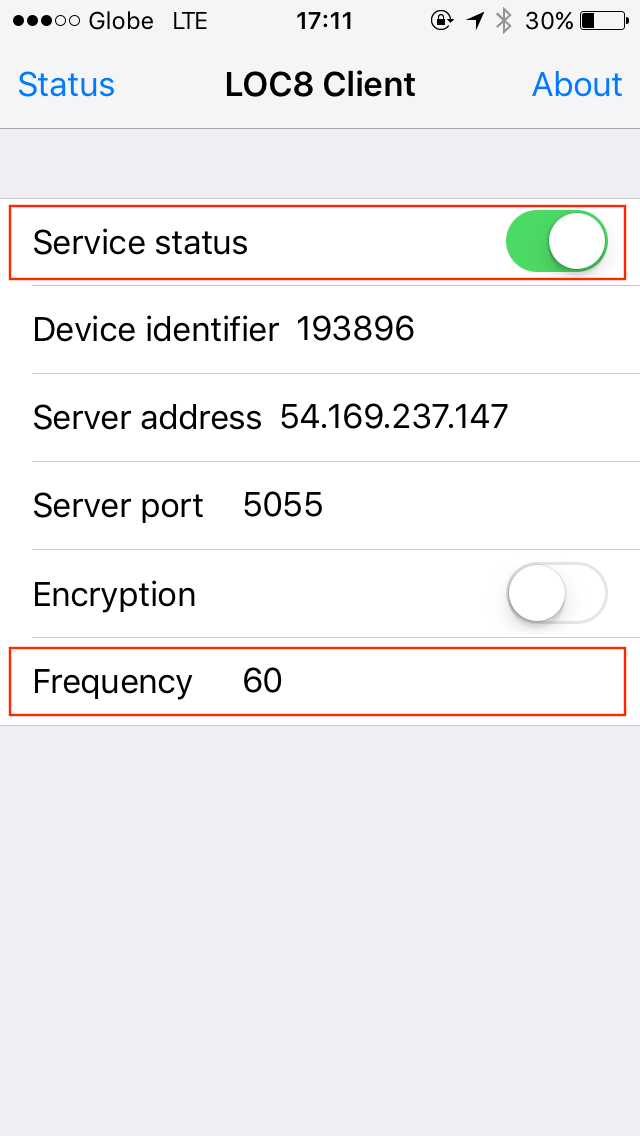 Globe LTE 17:11 30%
Status LOC8 Client About
Service status
Device identifier 193896
Server address 54.169.237.147
Server port 5055
Encryption
Frequency 60